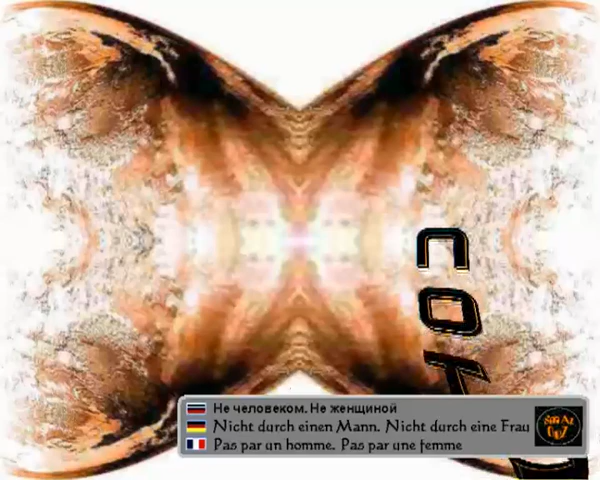 СОН
Не человеком. Не женщиной
Nicht durch einen Mann. Nicht durch eine Frau
Pas par un homme. Pas par une femme